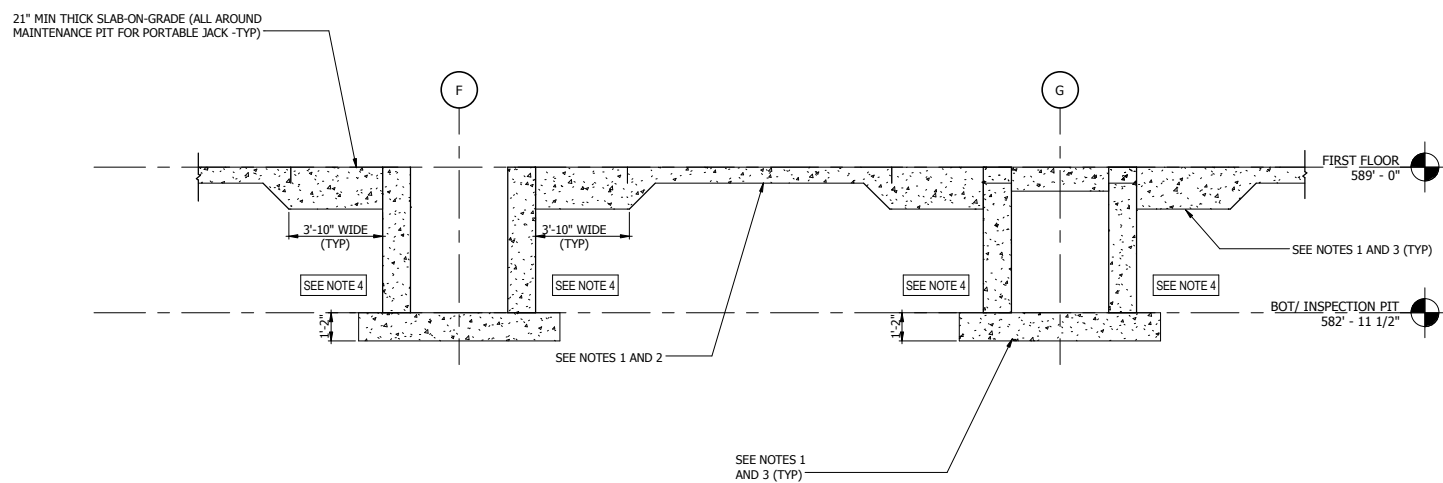 21" MIN THICK SLAB-ON-GRADE (ALL AROUND
MAINTENANCE PIT FOR PORTABLE JACK -TYP)
F
G
FIRST FLOOR
589' - 0"
3'-10" WIDE
(TYP)
3'-10" WIDE
(TYP)
SEE NOTES 1 AND 3 (TYP)
SEE NOTE 4
SEE NOTE 4
SEE NOTE 4
SEE NOTE 4
BOT/ INSPECTION PIT
582' - 11 1/2"
1'-2"
1'-2"
SEE NOTES 1 AND 2
SEE NOTES 1
AND 3 (TYP)